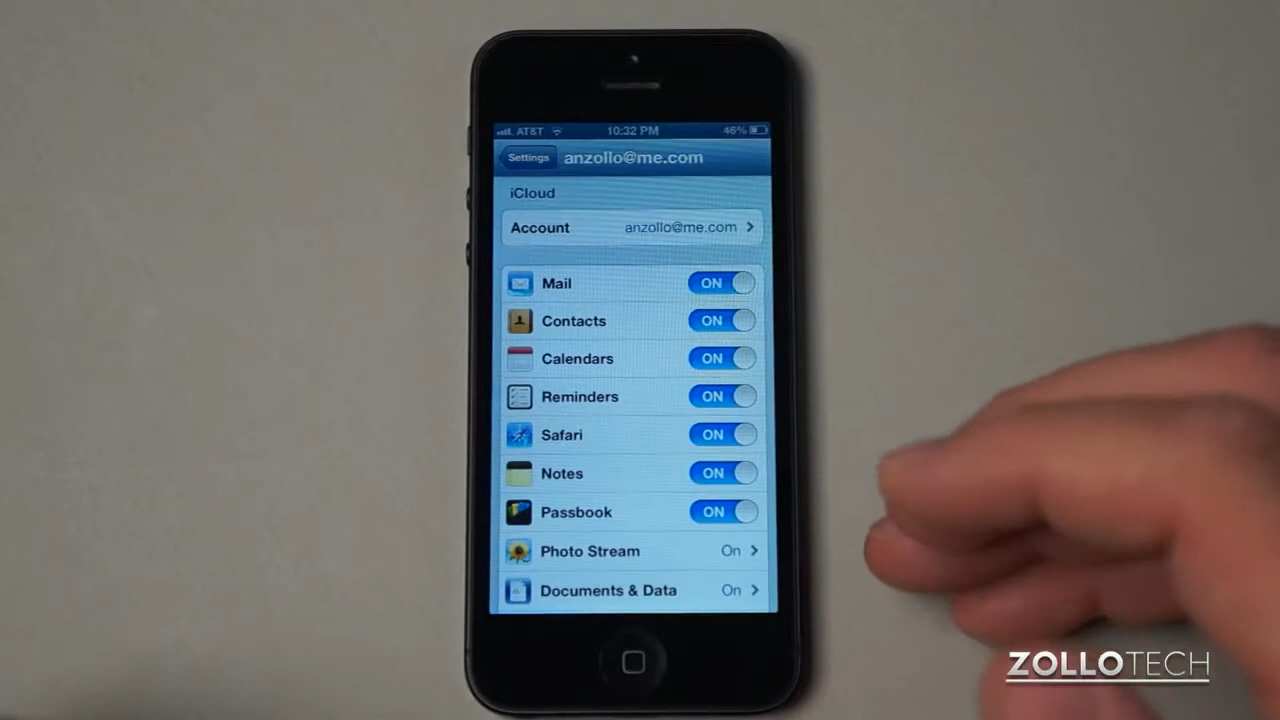 AT&T 10:32 PM 46%
Settings anzollo@me.com
iCloud
Account anzollo@me.com
Mail ON
Contacts ON
Calendars ON
Reminders ON
Safari ON
Notes ON
Passbook ON
Photo Stream On
Documents & Data On
ZOLLOTECH